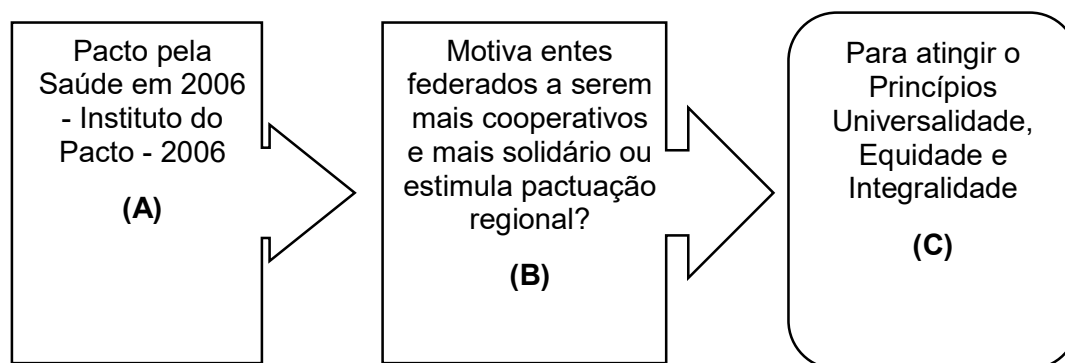 Pacto pela
Saúde em 2006
- Instituto do
Pacto - 2006
(A)
Motiva entes
federados a serem
mais cooperativos
e mais solidário ou
estimula pactuação
regional?
(B)
Para atingir o
Princípios
Universalidade,
Equidade e
Integralidade
(C)